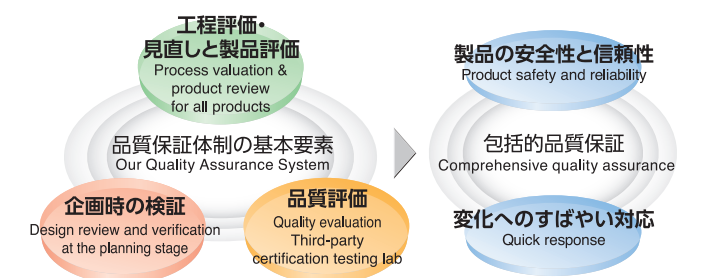 工程評価・
見直しと製品評価
Process valuation &
product review
for all products
品質保証体制の基本要素
Our Quality Assurance System
企画時の検証
Design review and verification
at the planning stage
品質評価
Quality evaluation
Third-party
certification testing lab
製品の安全性と信頼性
Product safety and reliability
包括的品質保証
Comprehensive quality assurance
変化へのすばやい対応
Quick response